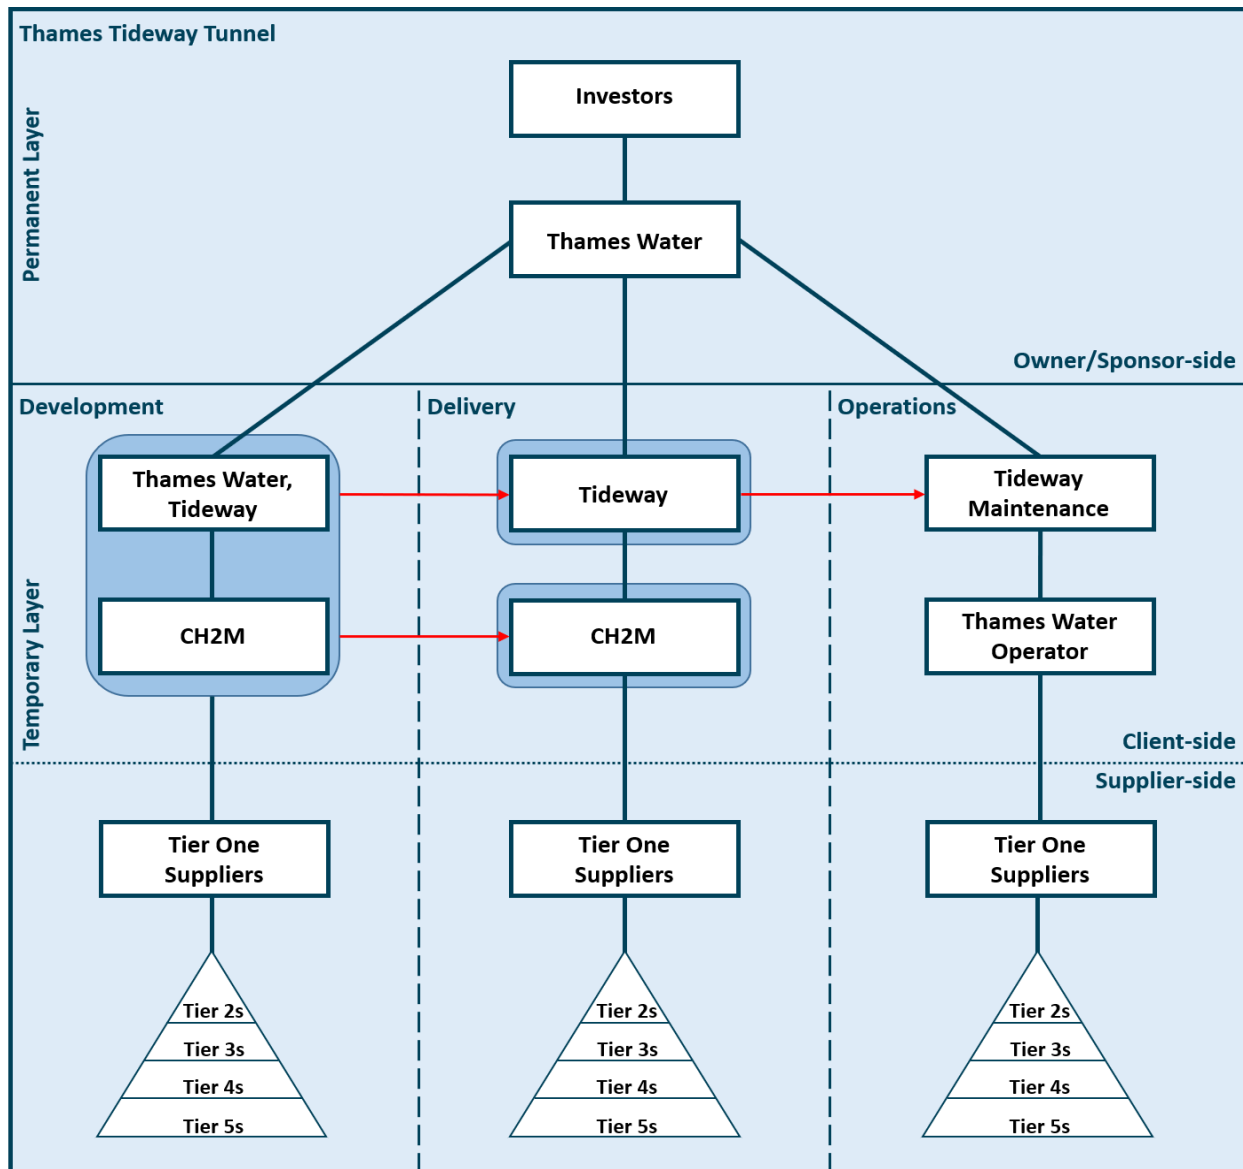 Thames Tideway Tunnel
Permanent Layer
Investors
Thames Water
Owner/Sponsor-side
Development
Delivery
Operations
Temporary Layer
Thames Water,
Tideway
Tideway
Tideway
Maintenance
CH2M
CH2M
Thames Water
Operator
Client-side
Supplier-side
Tier One
Suppliers
Tier One
Suppliers
Tier One
Suppliers
Tier 2s
Tier 3s
Tier 4s
Tier 5s
Tier 2s
Tier 3s
Tier 4s
Tier 5s
Tier 2s
Tier 3s
Tier 4s
Tier 5s